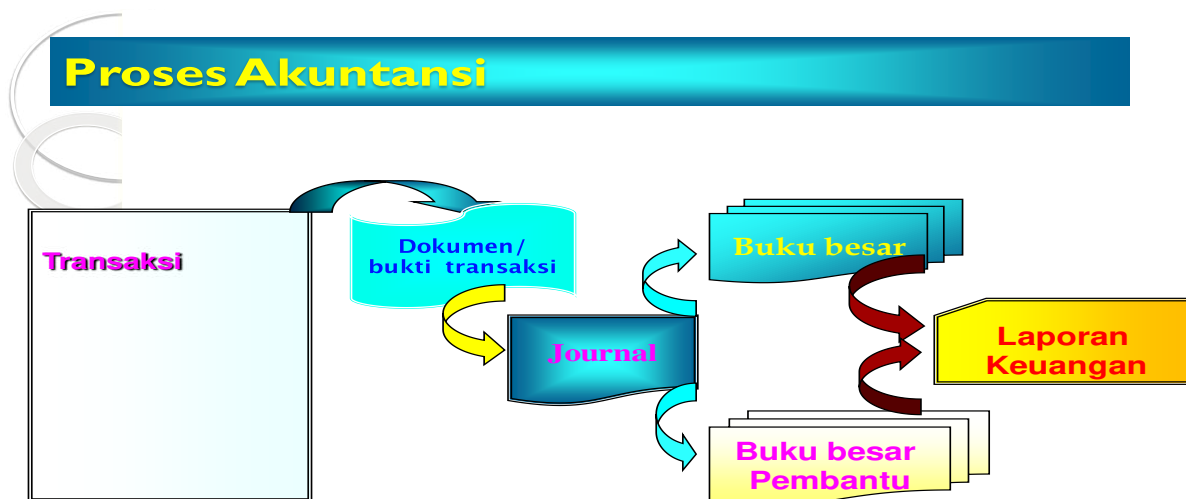 Proses Akuntansi
Transaksi
Dokumen/
bukti transaksi
Journal
Buku besar
Buku besar
Pembantu
Laporan
Keuangan